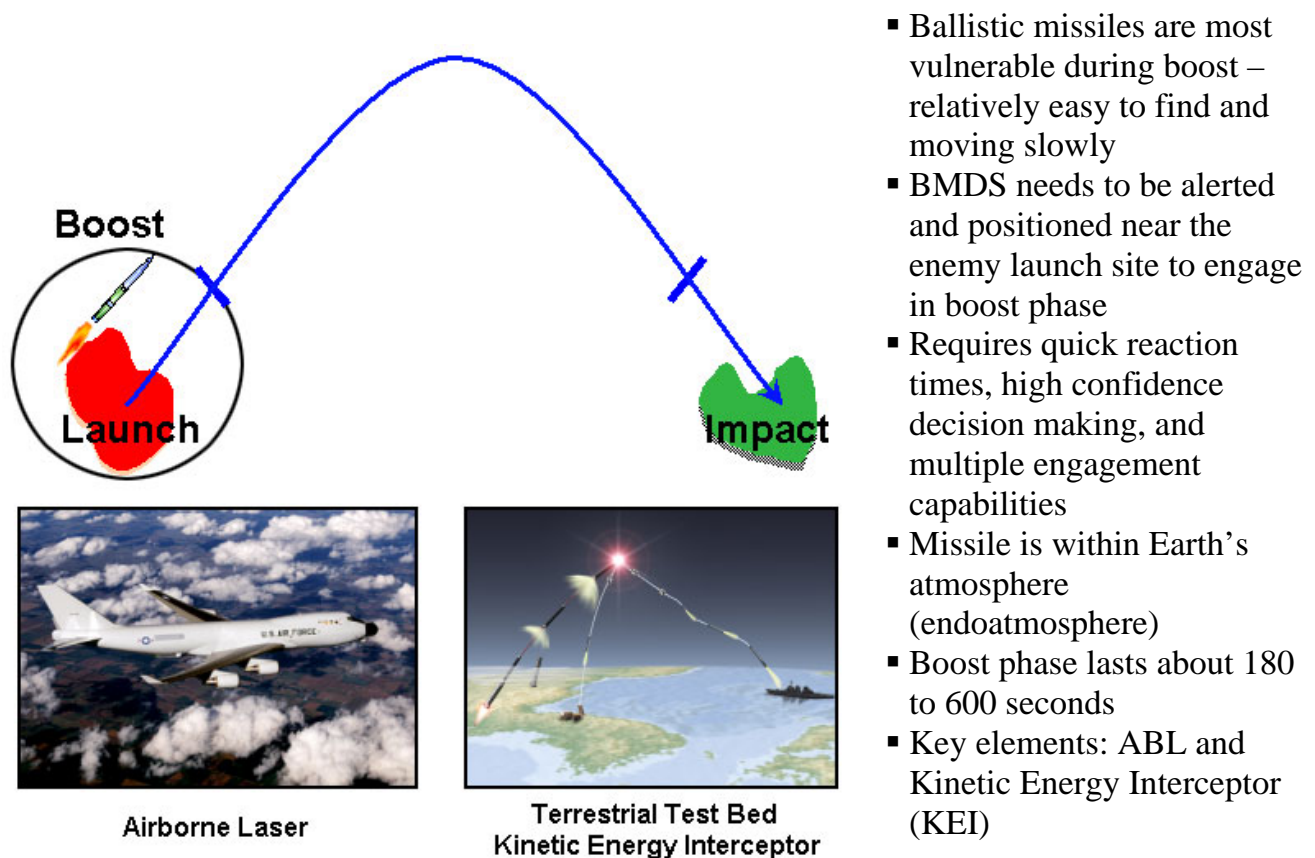 Boost
Launch
Impact
U.S. AIR FORCE
Airborne Laser
Terrestrial Test Bed
Kinetic Energy Interceptor
▪ Ballistic missiles are most
vulnerable during boost –
relatively easy to find and
moving slowly
▪ BMDS needs to be alerted
and positioned near the
enemy launch site to engage
in boost phase
▪ Requires quick reaction
times, high confidence
decision making, and
multiple engagement
capabilities
▪ Missile is within Earth’s
atmosphere
(endoatmosphere)
▪ Boost phase lasts about 180
to 600 seconds
▪ Key elements: ABL and
Kinetic Energy Interceptor
(KEI)